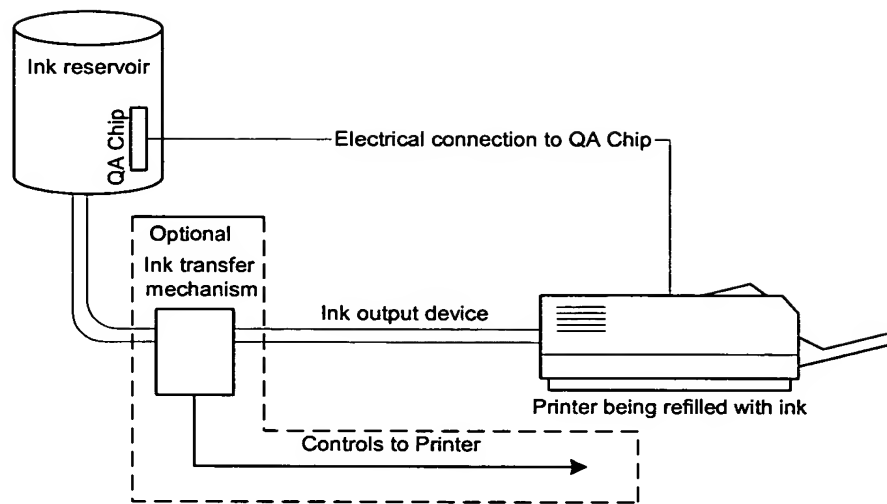 Ink reservoir
QA Chip
Electrical connection to QA Chip
Optional
Ink transfer
mechanism
Ink output device
Printer being refilled with ink
Controls to Printer